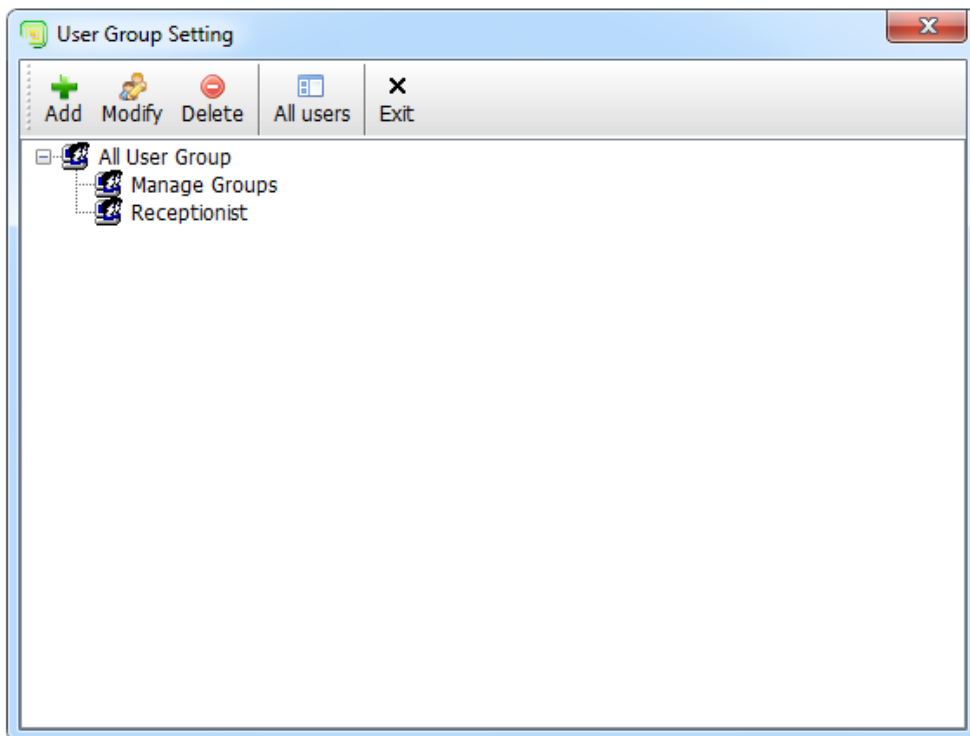 User Group Setting
Add Modify Delete All users Exit
All User Group
Manage Groups
Receptionist